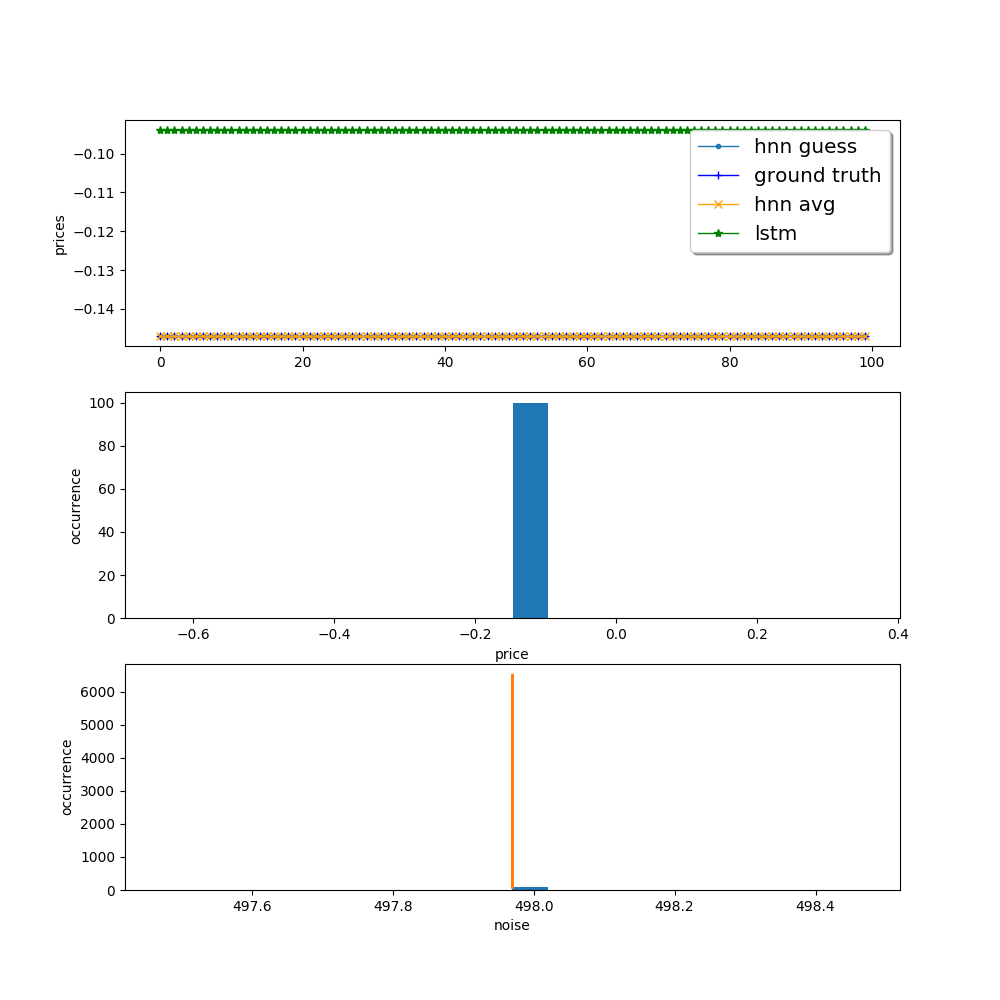 −0.10
−0.11
−0.12
−0.13
−0.14
prices
hnn guess
ground truth
hnn avg
lstm
0 20 40 60 80 100
100
80
60
40
20
0
occurrence
−0.6 −0.4 −0.2 0.0 0.2 0.4
price
6000
5000
4000
3000
2000
1000
0
occurrence
497.6 497.8 498.0 498.2 498.4
noise